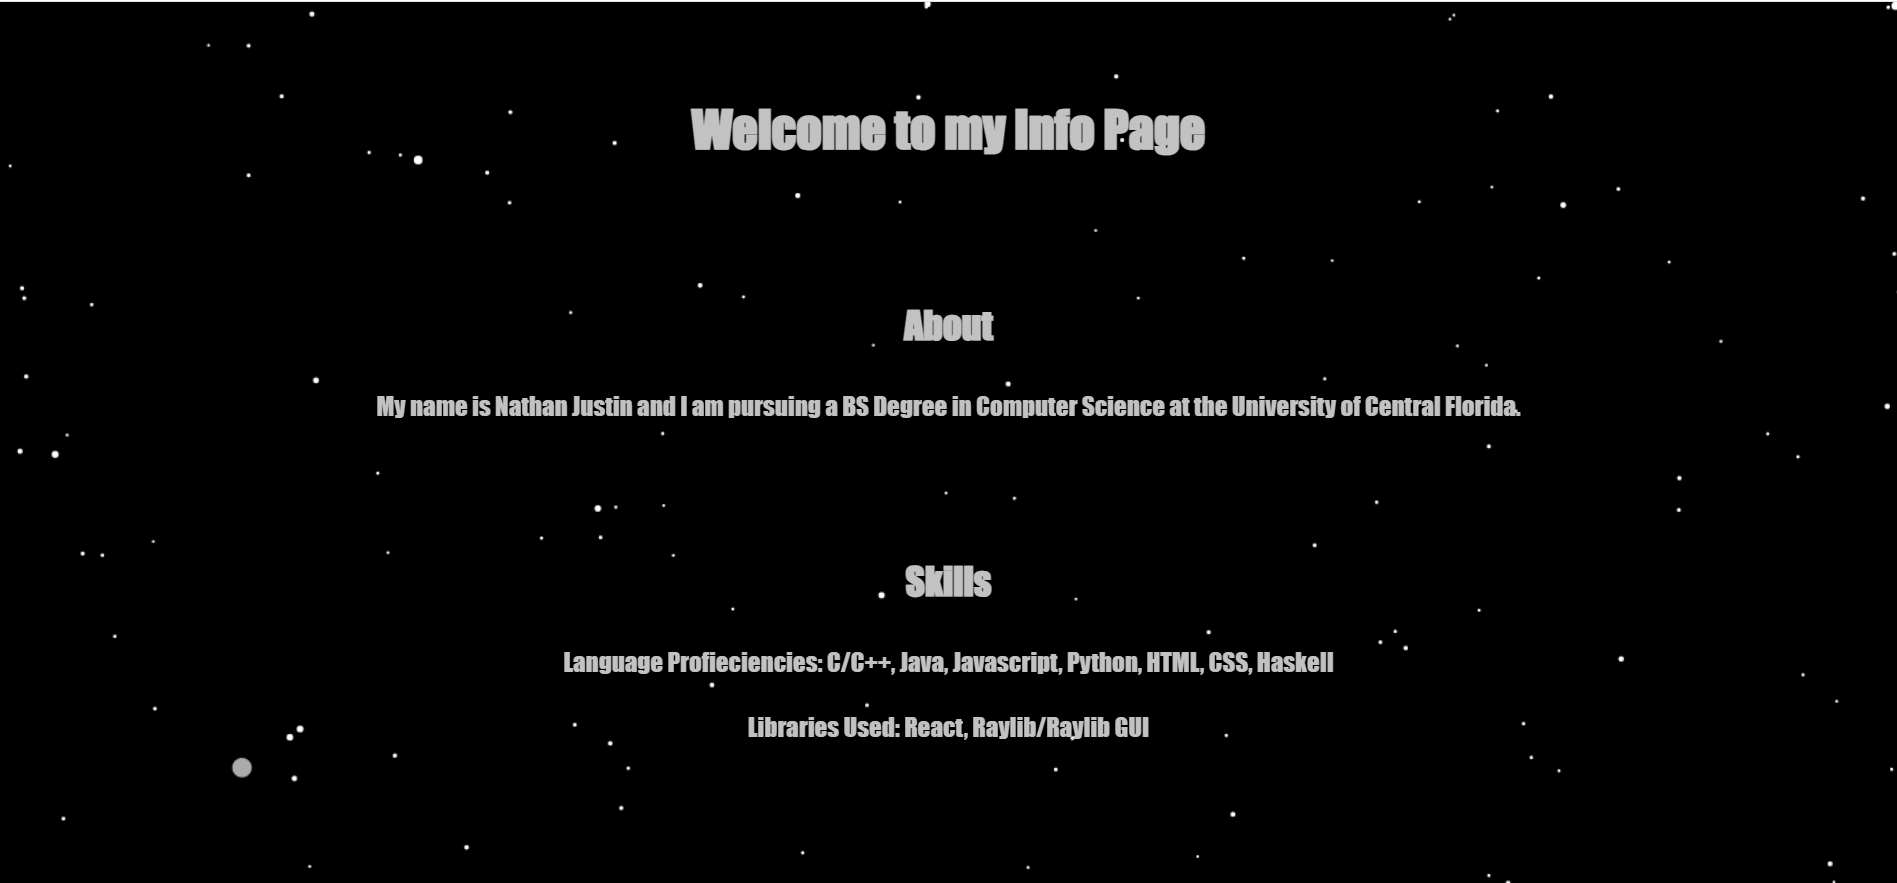 Welcome to my Info Page
About
My name is Nathan Justin and I am pursuing a BS Degree in Computer Science at the University of Central Florida.
Skills
Language Profieciencies: C/C++, Java, Javascript, Python, HTML, CSS, Haskell
Libraries Used: React, Raylib/Raylib GUI